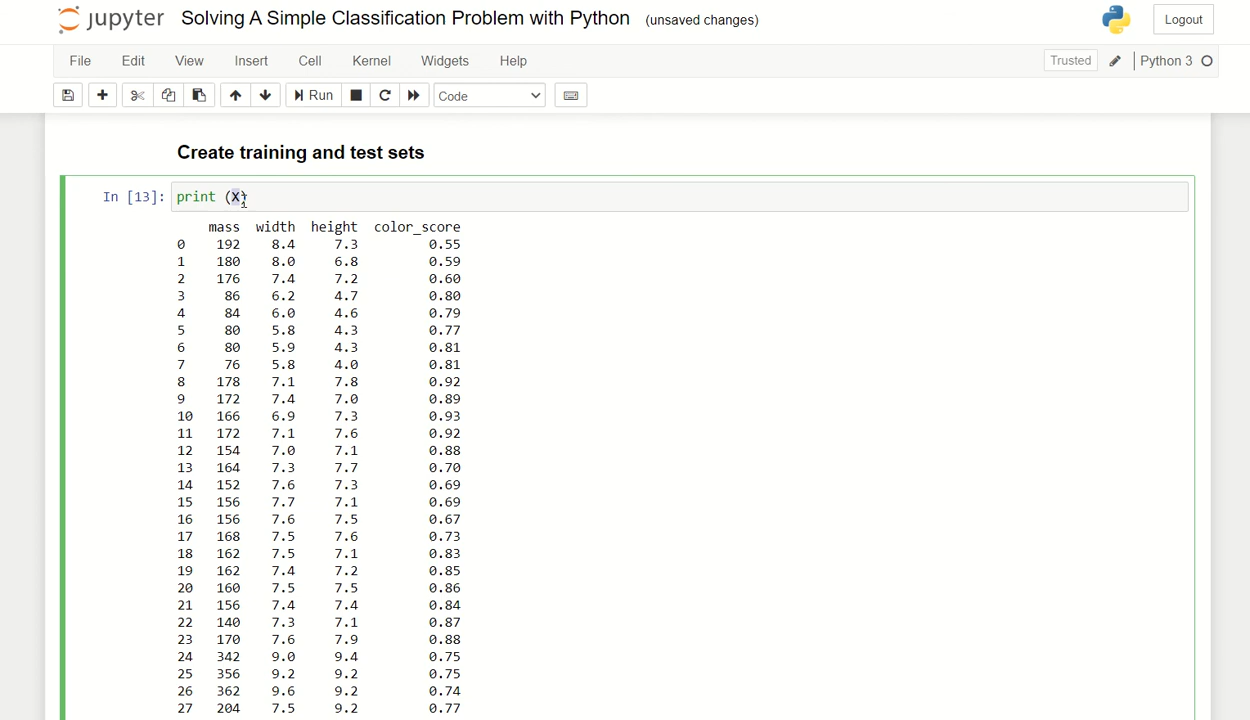 jupyter Solving A Simple Classification Problem with Python (unsaved changes) Logout
File Edit View Insert Cell Kernel Widgets Help Trusted Python 3
Run Code
Create training and test sets
In [13]: print (X)
mass width height color_score
0 192 8.4 7.3 0.55
1 180 8.0 6.8 0.59
2 176 7.4 7.2 0.60
3 86 6.2 4.7 0.80
4 84 6.0 4.6 0.79
5 80 5.8 4.3 0.77
6 80 5.9 4.3 0.81
7 76 5.8 4.0 0.81
8 178 7.1 7.8 0.92
9 172 7.4 7.0 0.89
10 166 6.9 7.3 0.93
11 172 7.1 7.6 0.92
12 154 7.0 7.1 0.88
13 164 7.3 7.7 0.70
14 152 7.6 7.3 0.69
15 156 7.7 7.1 0.69
16 156 7.6 7.5 0.67
17 168 7.5 7.6 0.73
18 162 7.5 7.1 0.83
19 162 7.4 7.2 0.85
20 160 7.5 7.5 0.86
21 156 7.4 7.4 0.84
22 140 7.3 7.1 0.87
23 170 7.6 7.9 0.88
24 342 9.0 9.4 0.75
25 356 9.2 9.2 0.75
26 362 9.6 9.2 0.74
27 204 7.5 9.2 0.77